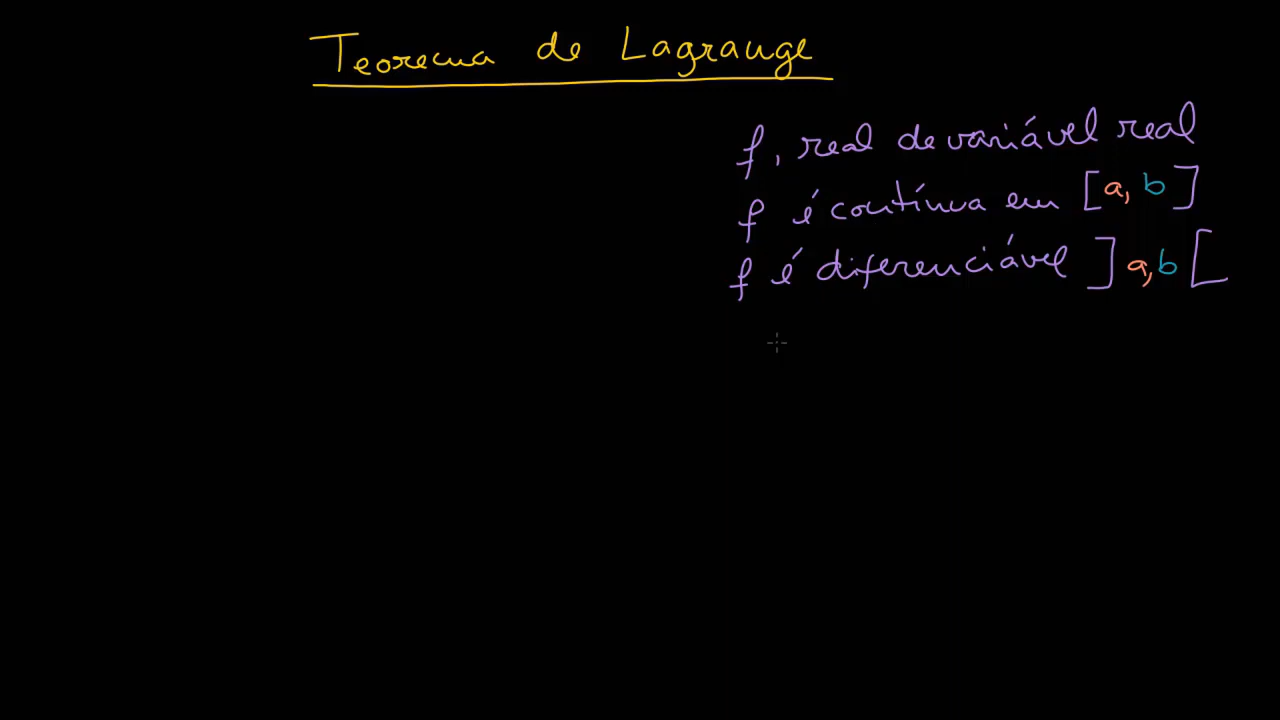 Teorema de Lagrange
f, real de variável real
f é contínua em [a, b]
f é diferenciável ]a,b[